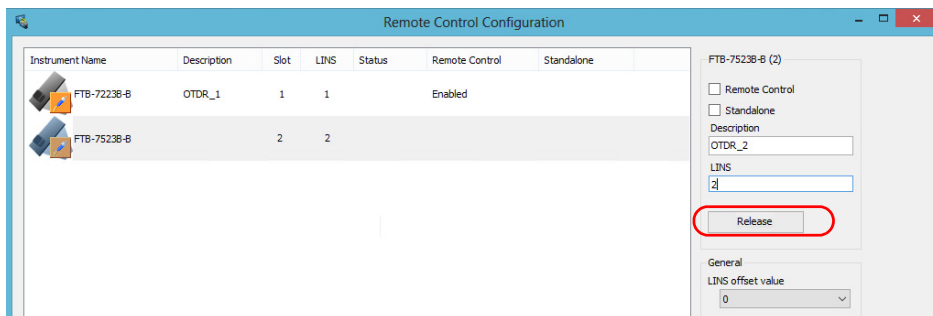 Remote Control Configuration
Instrument Name Description Slot LINS Status Remote Control Standalone
FTB-7223B-B OTDR_1 1 1 Enabled
FTB-7523B-B 2 2
FTB-7523B-B (2)
Remote Control
Standalone
Description
OTDR_2
LINS
2
Release
General
LINS offset value
0